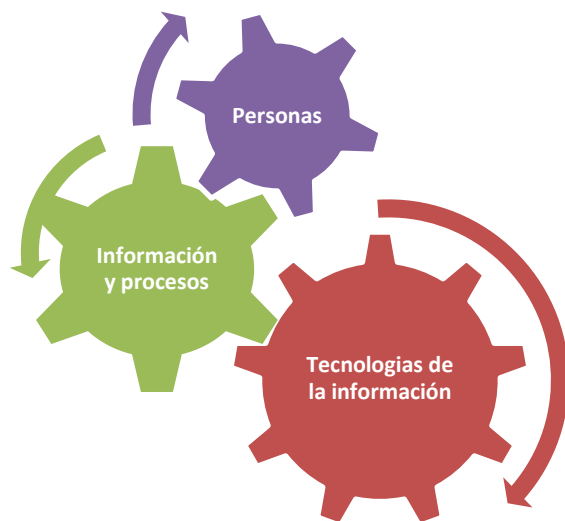 Personas
Información
y procesos
Tecnologias de
la información